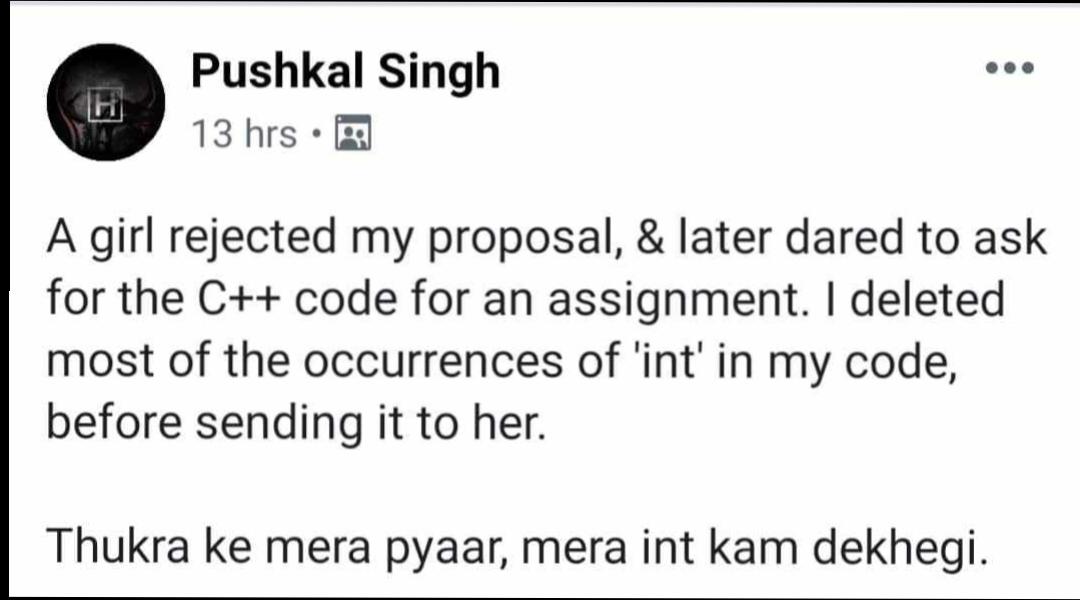 Pushkal Singh
13 hrs •
A girl rejected my proposal, & later dared to ask
for the C++ code for an assignment. I deleted
most of the occurrences of 'int' in my code,
before sending it to her.
Thukra ke mera pyaar, mera int kam dekhegi.
H